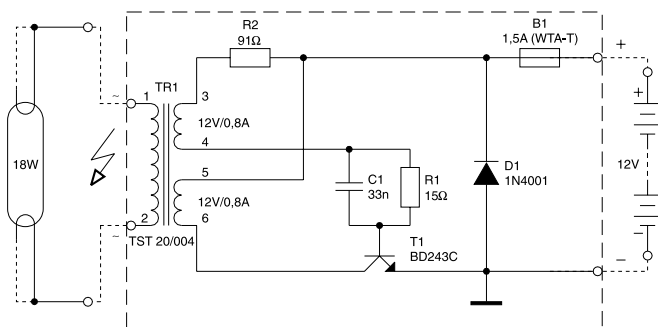 R2
91Ω
B1
1,5A (WTA-T)
+
~
TR1
1
3
12V/0,8A
4
+
18W
5
C1
33n
R1
15Ω
D1
1N4001
12V
12V/0,8A
2
6
~
TST 20/004
T1
BD243C
–
–